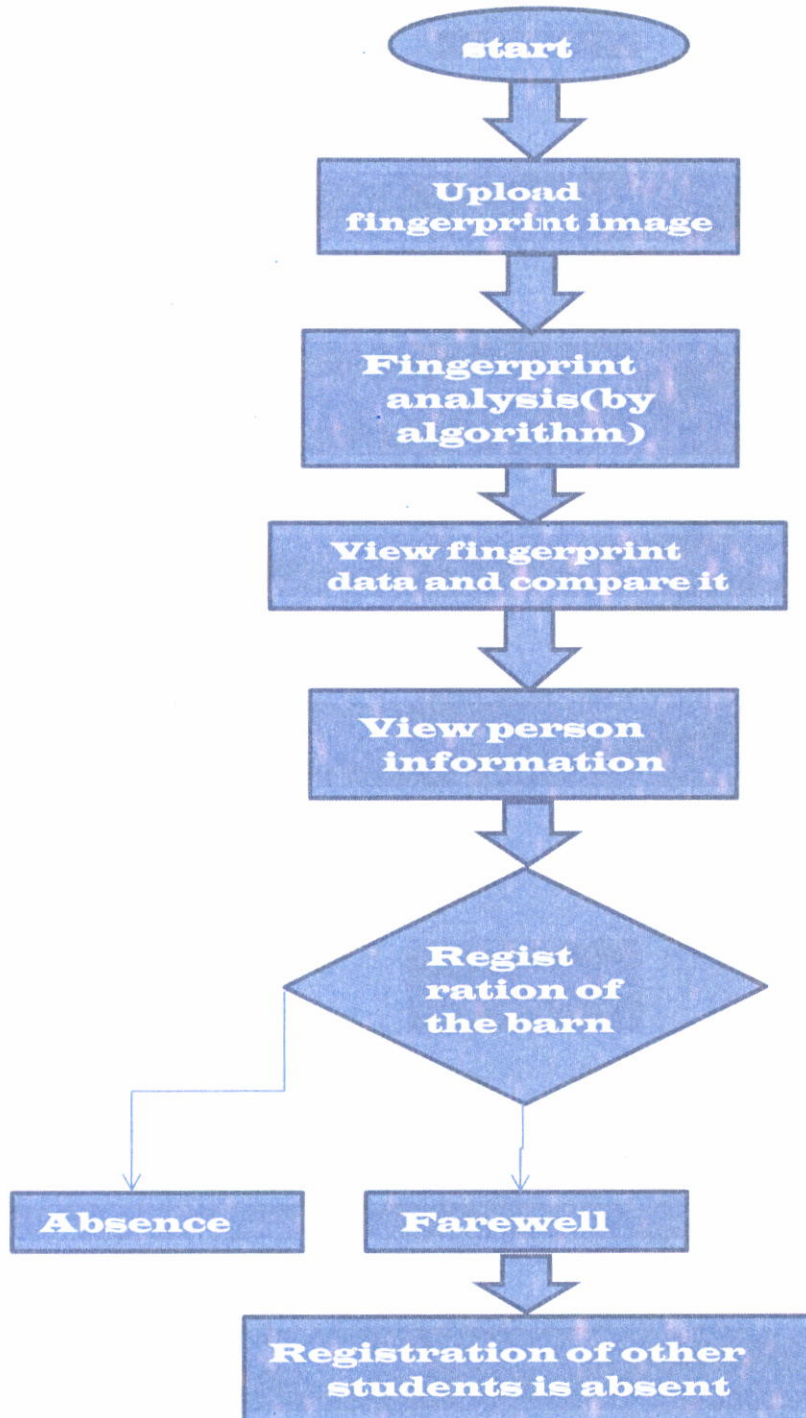 start
Upload
fingerprint image
Fingerprint
analysis(by
algorithm)
View fingerprint
data and compare it
View person
information
Regist
ration of
the barn
Absence
Farewell
Registration of other
students is absent